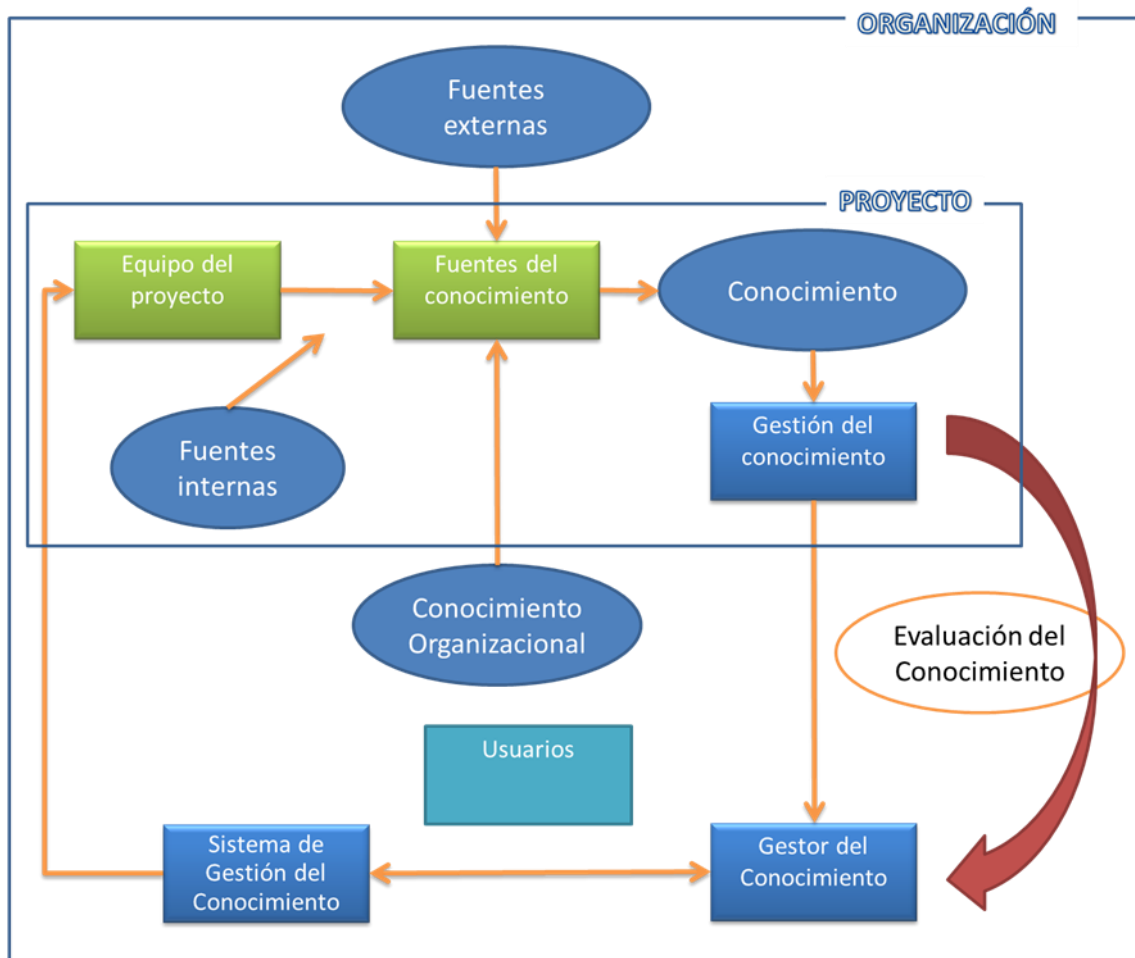 ORGANIZACIÓN
Fuentes
externas
PROYECTO
Equipo del
proyecto
Fuentes del
conocimiento
Conocimiento
Fuentes
internas
Gestión del
conocimiento
Conocimiento
Organizacional
Evaluación del
Conocimiento
Usuarios
Sistema de
Gestión del
Conocimiento
Gestor del
Conocimiento